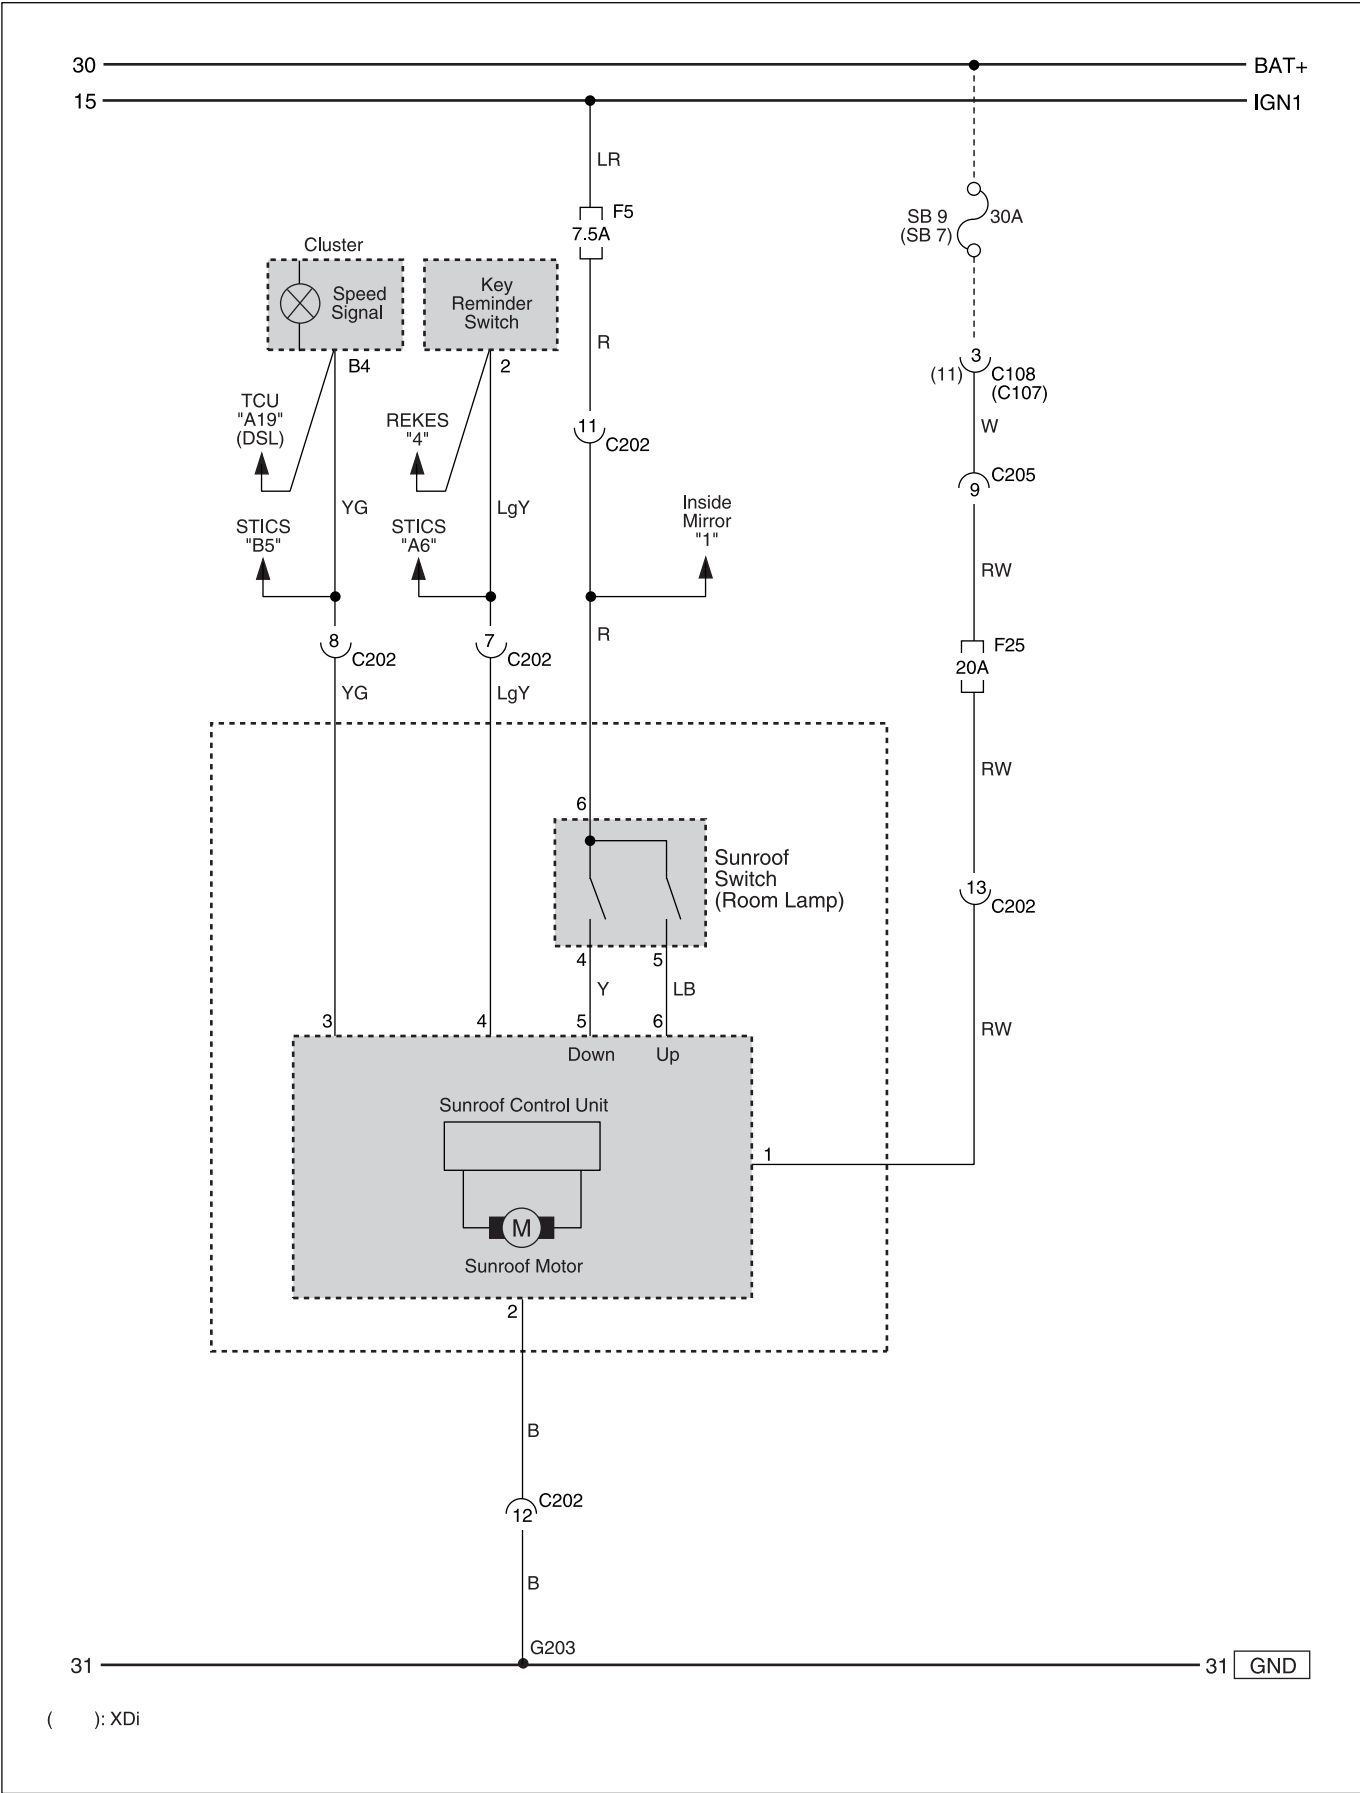 30
BAT+
15
IGN1
LR
F5
7.5A
SB 9
(SB 7)
30A
Cluster
Speed
Signal
Key
Reminder
Switch
R
B4
2
3
(11)
C108
(C107)
TCU
"A19"
(DSL)
REKES
"4"
11
C202
W
C205
9
YG
LgY
Inside
Mirror
"1"
STICS
"B5"
STICS
"A6"
RW
8
C202
7
C202
R
F25
20A
YG
LgY
RW
6
Sunroof
Switch
(Room Lamp)
13
C202
4
5
Y
LB
3
4
5
6
RW
Down
Up
Sunroof Control Unit
1
M
Sunroof Motor
2
B
C202
12
B
G203
31
31
GND
( ): XDi